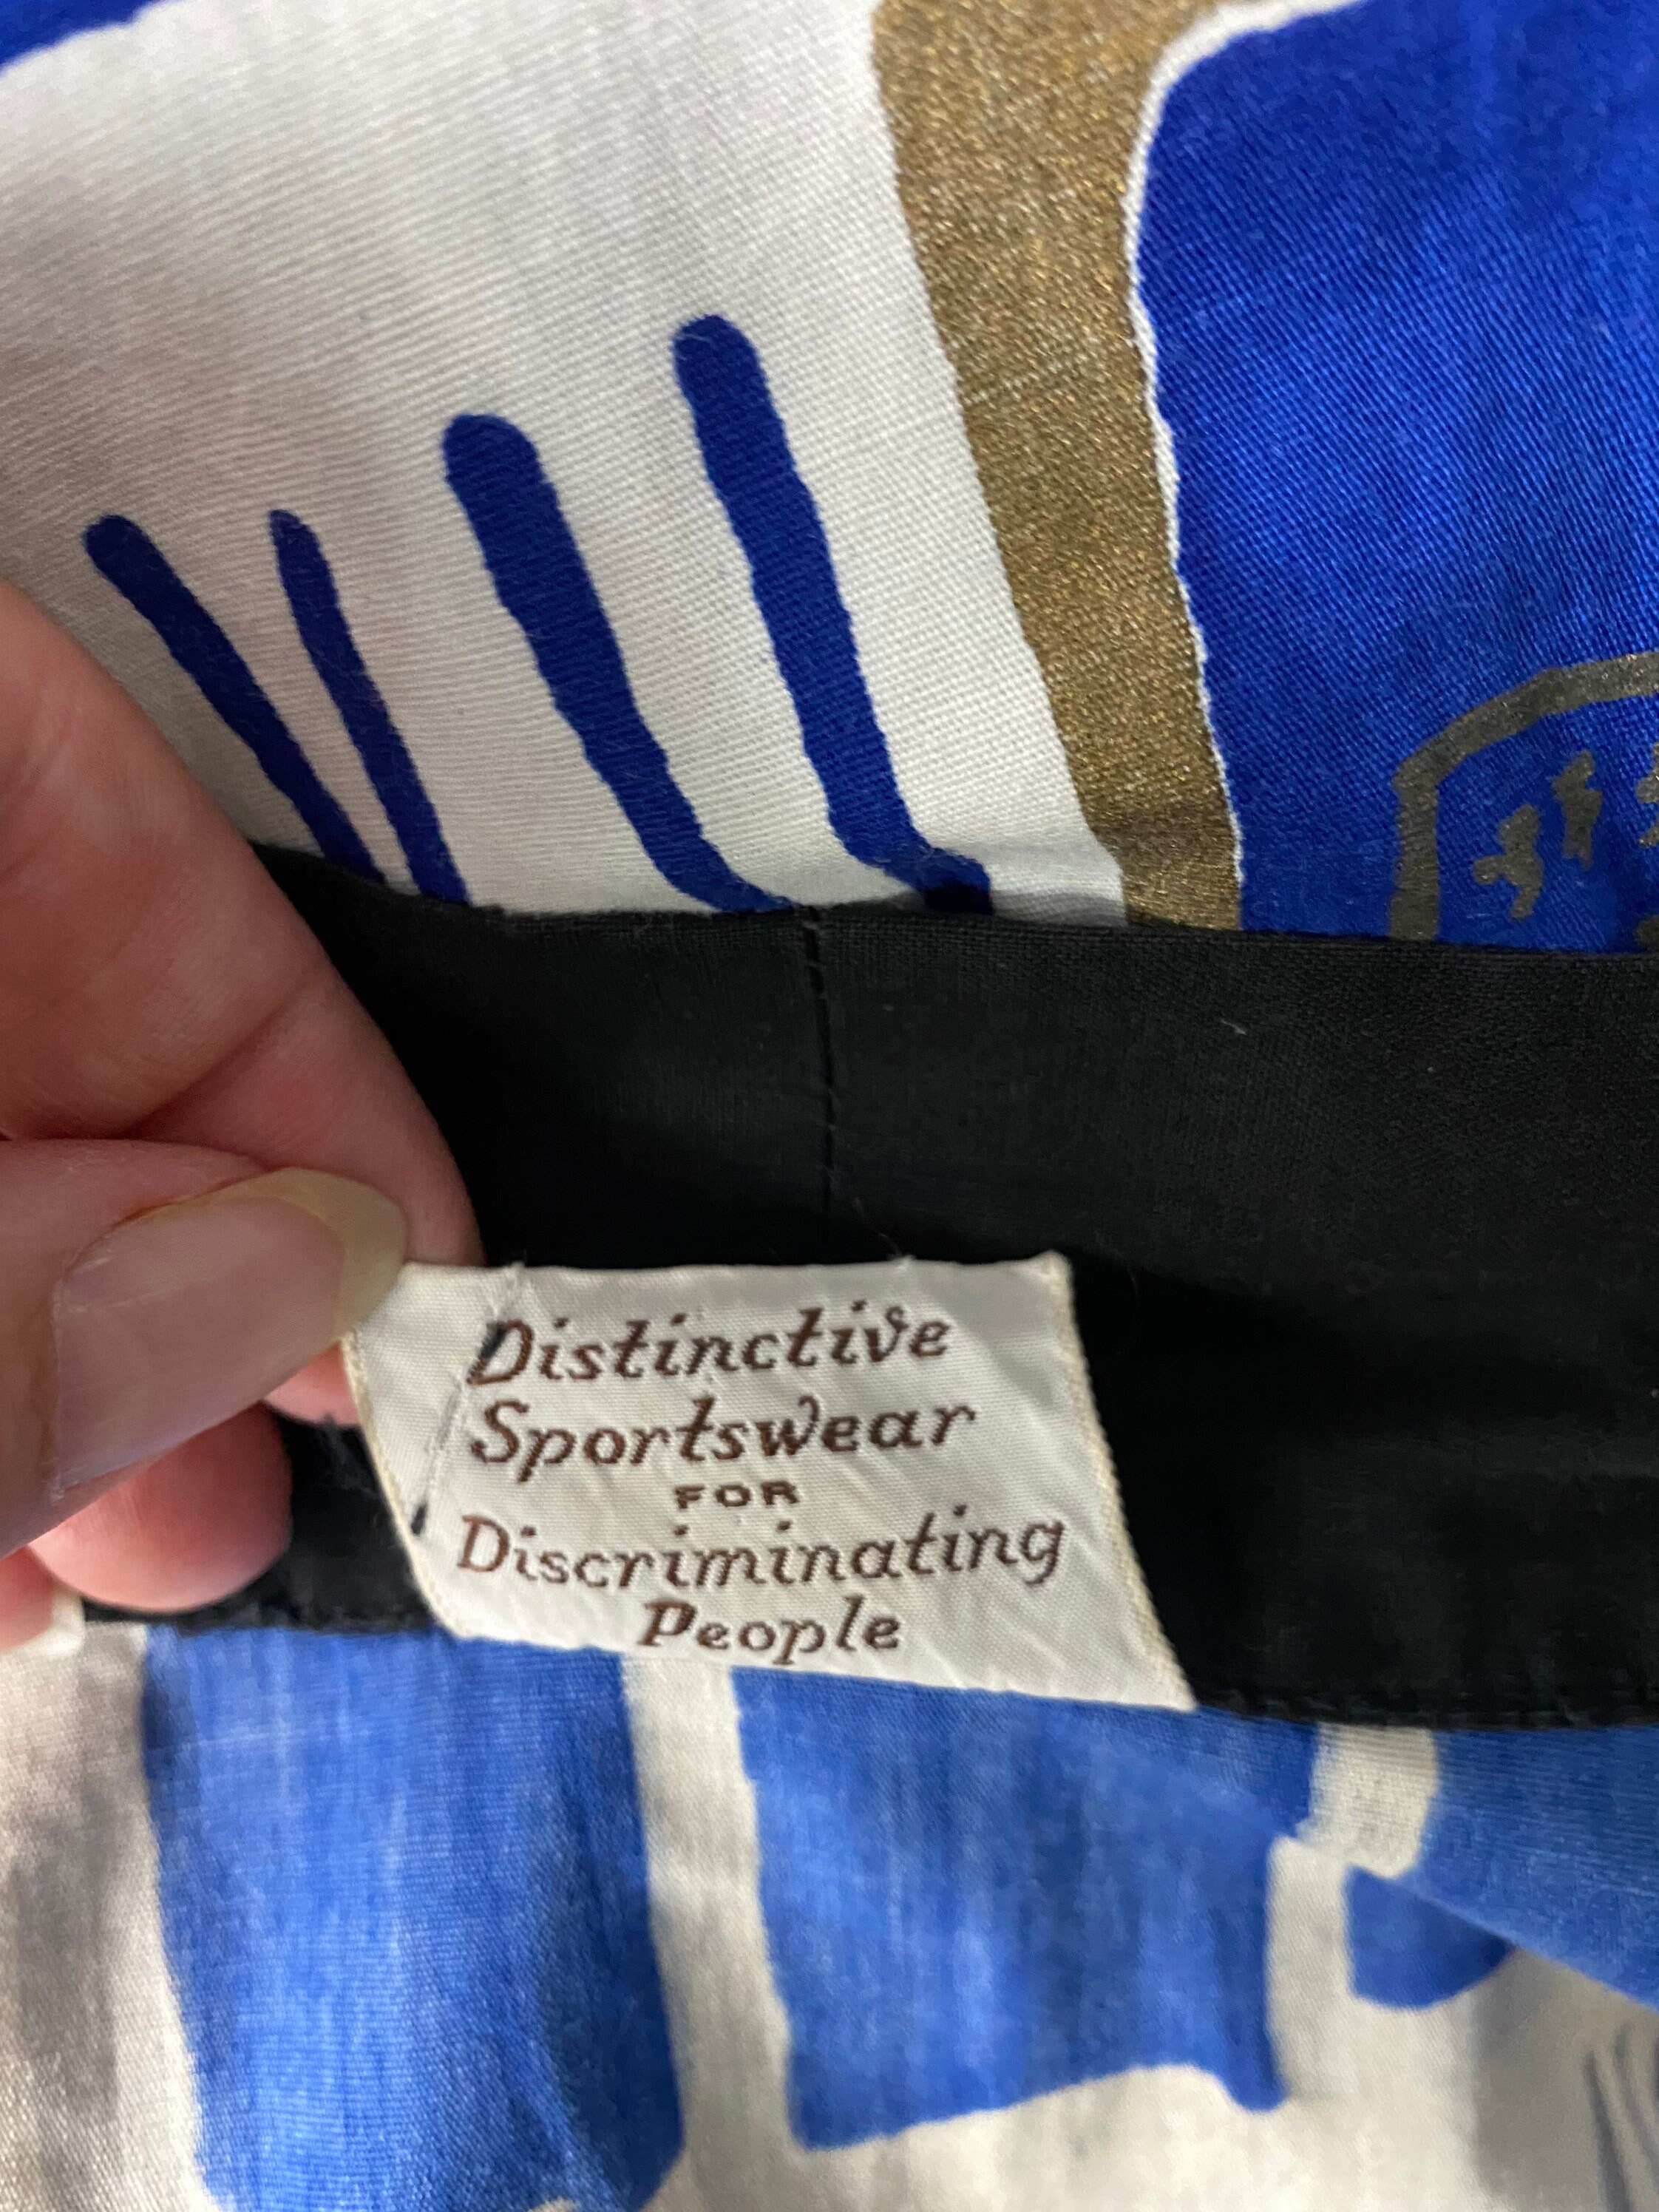 Distinctive
Sportswear
FOR
Discriminating
People